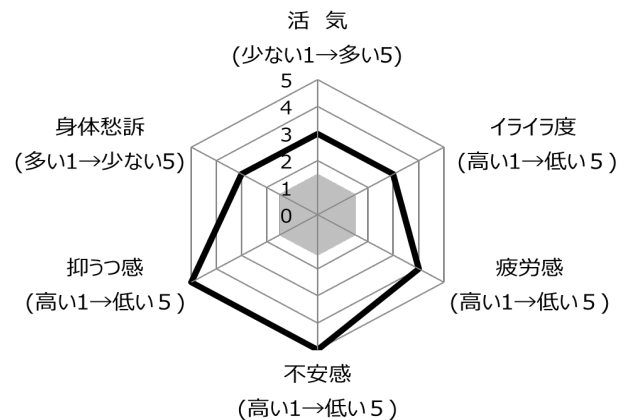 活 気
(少ない1→多い5)
5
4
3
2
1
0
身体愁訴
(多い1→少ない5)
イライラ度
(高い1→低い５)
抑うつ感
(高い1→低い５)
疲労感
(高い1→低い５)
不安感
(高い1→低い５)